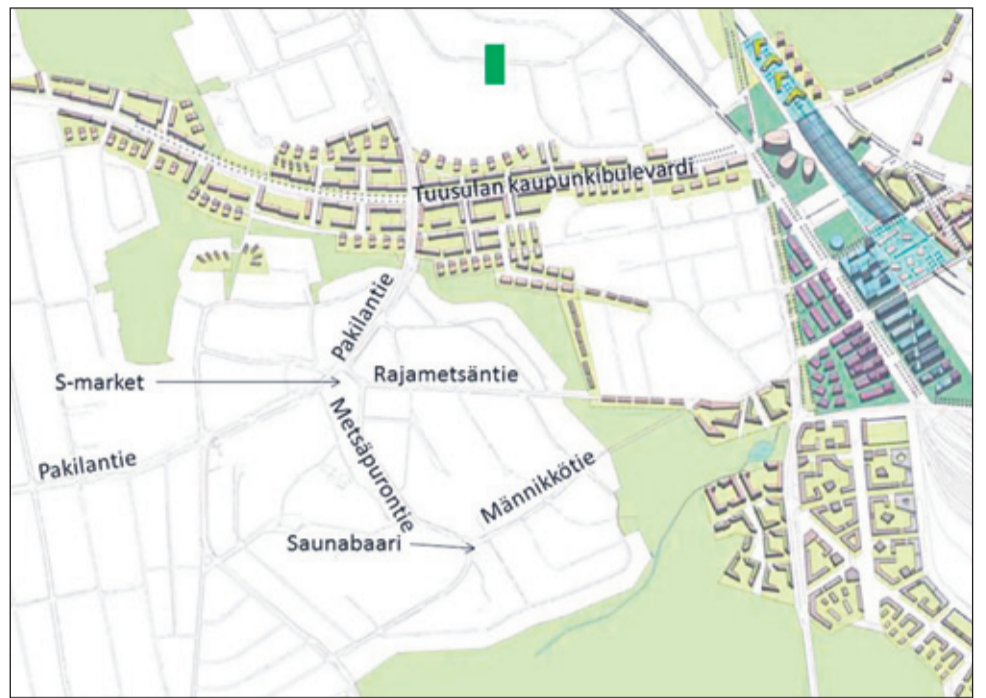 Tuusulan kaupunkibulevardi
Pakilantie
S-market
Rajametsäntie
Metsäpurontie
Pakilantie
Männikkötie
Saunabaari